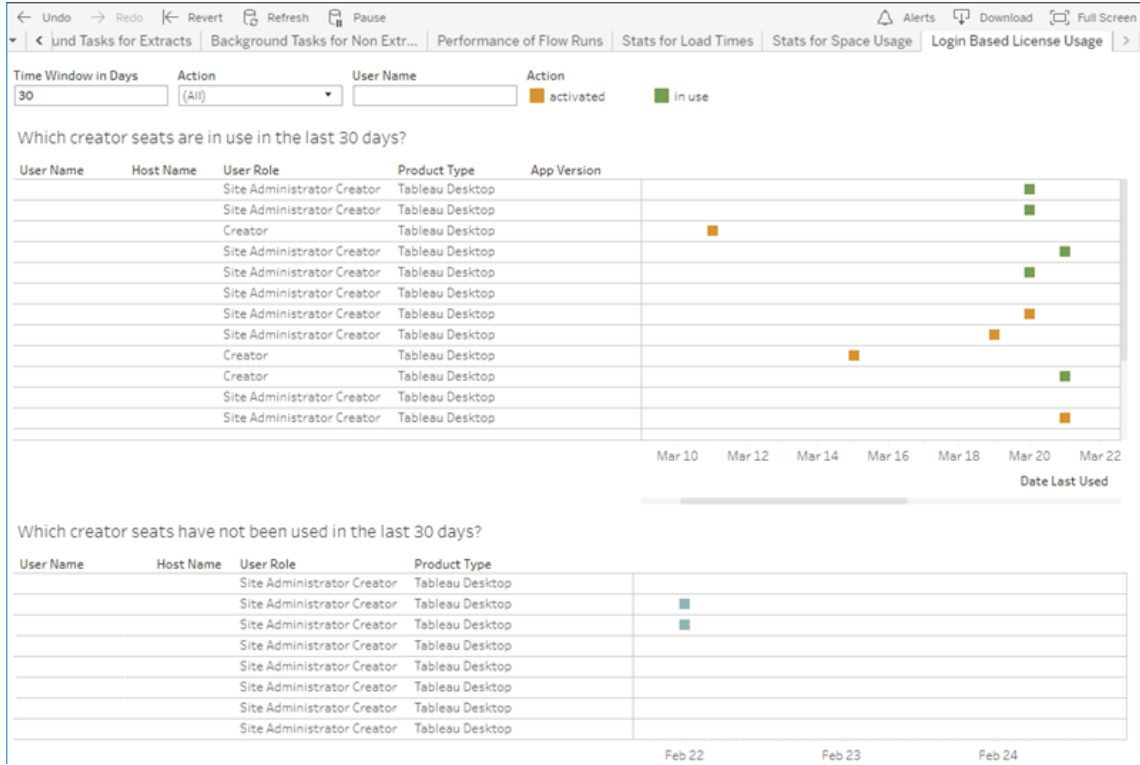 Undo Redo Revert Refresh Pause Alerts Download Full Screen
und Tasks for Extracts Background Tasks for Non Extr... Performance of Flow Runs Stats for Load Times Stats for Space Usage Login Based License Usage
Time Window in Days Action User Name Action
30 (All) activated in use
Which creator seats are in use in the last 30 days?
User Name Host Name User Role Product Type App Version
Site Administrator Creator Tableau Desktop
Site Administrator Creator Tableau Desktop
Creator Tableau Desktop
Site Administrator Creator Tableau Desktop
Site Administrator Creator Tableau Desktop
Site Administrator Creator Tableau Desktop
Site Administrator Creator Tableau Desktop
Site Administrator Creator Tableau Desktop
Creator Tableau Desktop
Creator Tableau Desktop
Site Administrator Creator Tableau Desktop
Site Administrator Creator Tableau Desktop
Mar 10 Mar 12 Mar 14 Mar 16 Mar 18 Mar 20 Mar 22
Date Last Used
Which creator seats have not been used in the last 30 days?
User Name Host Name User Role Product Type
Site Administrator Creator Tableau Desktop
Site Administrator Creator Tableau Desktop
Site Administrator Creator Tableau Desktop
Site Administrator Creator Tableau Desktop
Site Administrator Creator Tableau Desktop
Site Administrator Creator Tableau Desktop
Site Administrator Creator Tableau Desktop
Site Administrator Creator Tableau Desktop
Feb 22 Feb 23 Feb 24